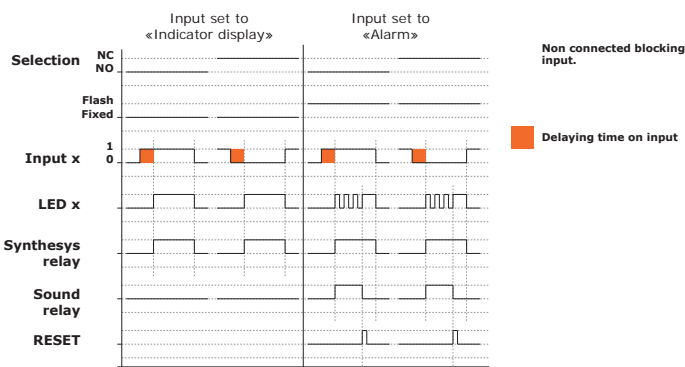 Input set to
«Indicator display»
Input set to
«Alarm»
Selection
NC
NO
Flash
Fixed
Input x
1
0
LED x
Synthesys
relay
Sound
relay
RESET
Non connected blocking
input.
Delaying time on input